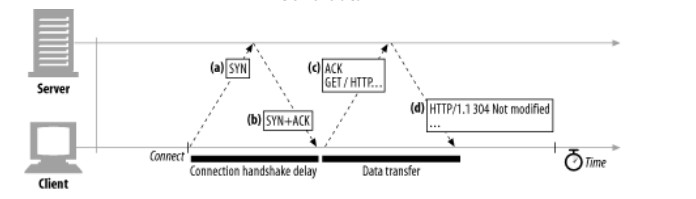 Server
(a) SYN
(b) SYN+ACK
(c) ACK
GET / HTTP...
(d) HTTP/1.1 304 Not modified
...
Connect
Time
Client
Connection handshake delay
Data transfer